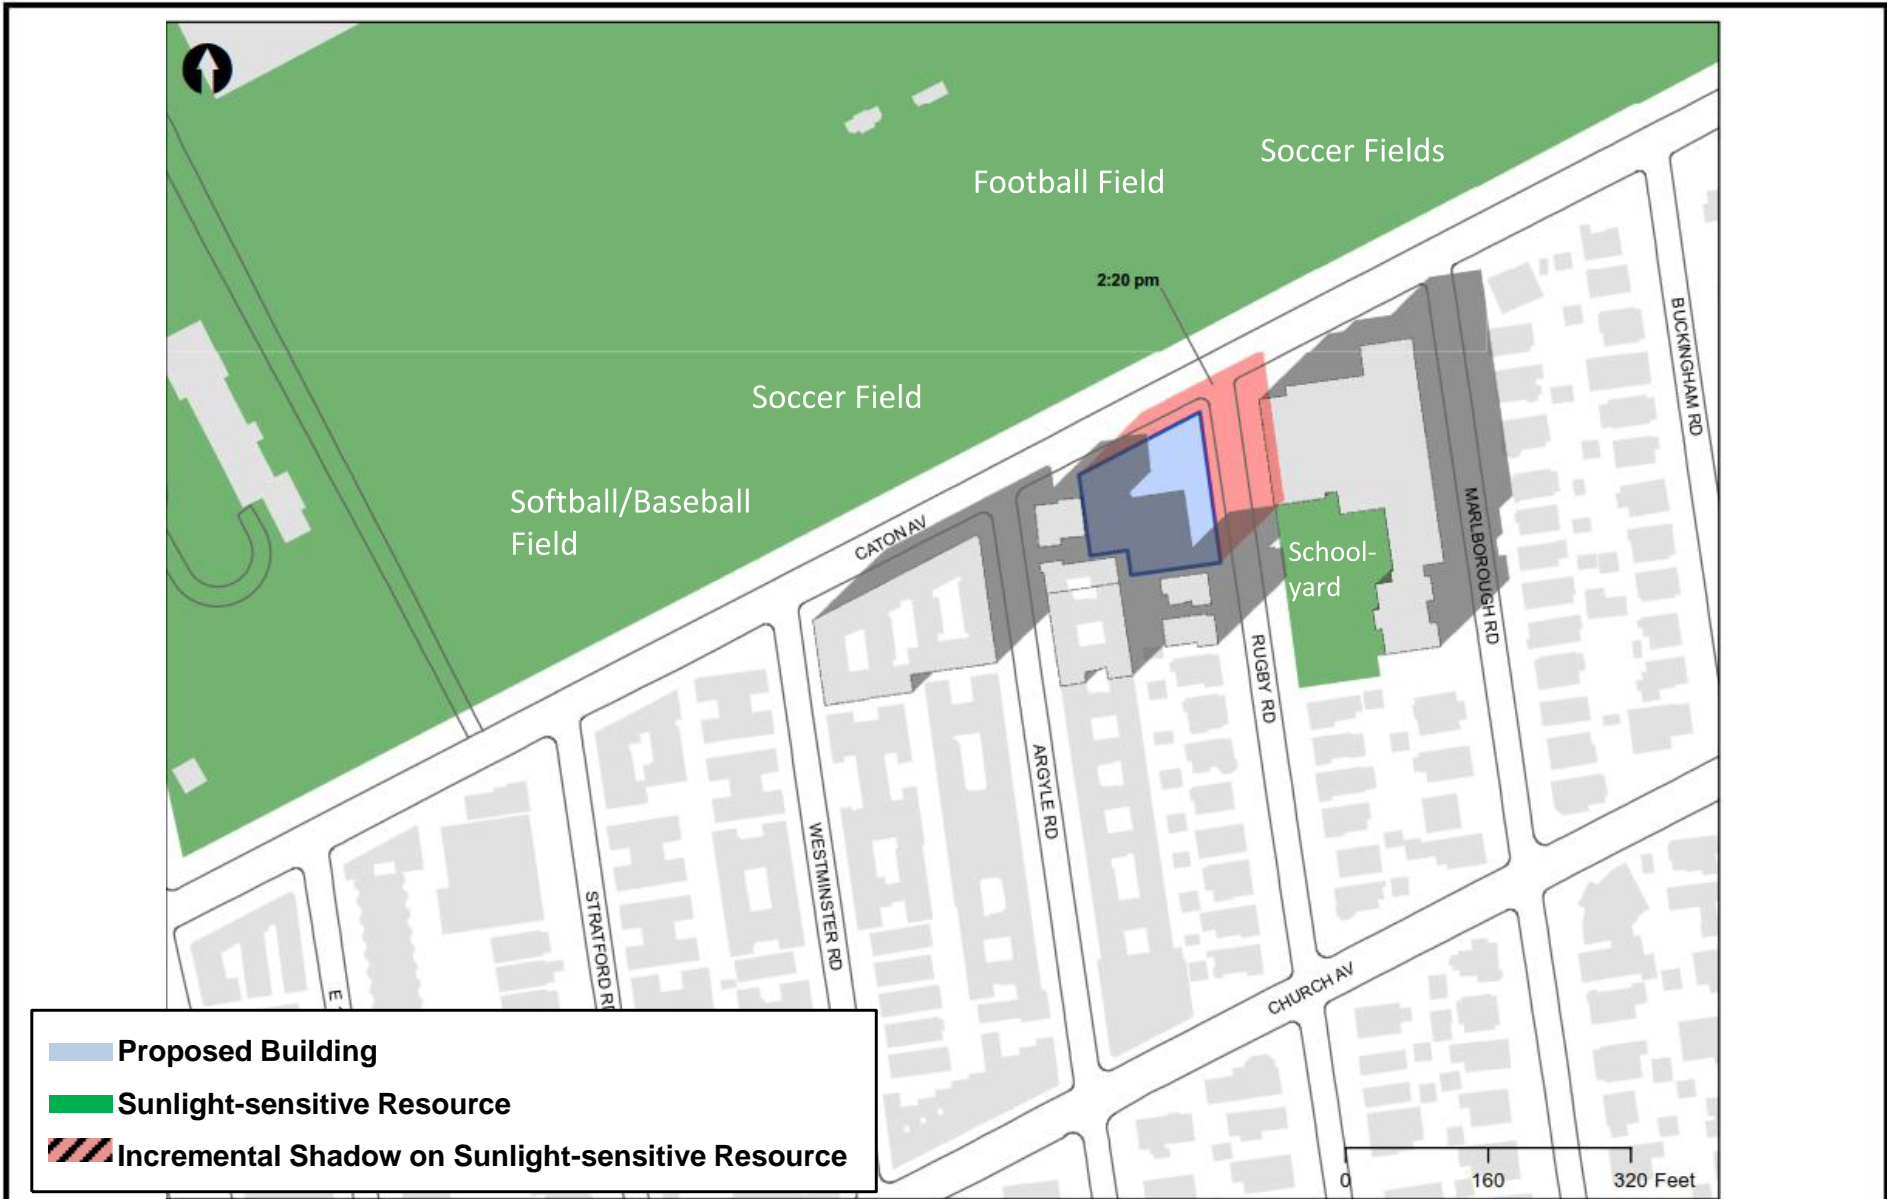 Soccer Fields
Football Field
2:20 pm
BUCKINGHAM RD
Soccer Field
Softball/Baseball
Field
CATON AV
School-
yard
MARLBOROUGH RD
RUGBY RD
ARGYLE RD
WESTMINSTER RD
STRATFORD RD
CHURCH AV
E
Proposed Building
Sunlight-sensitive Resource
Incremental Shadow on Sunlight-sensitive Resource
0 160 320 Feet